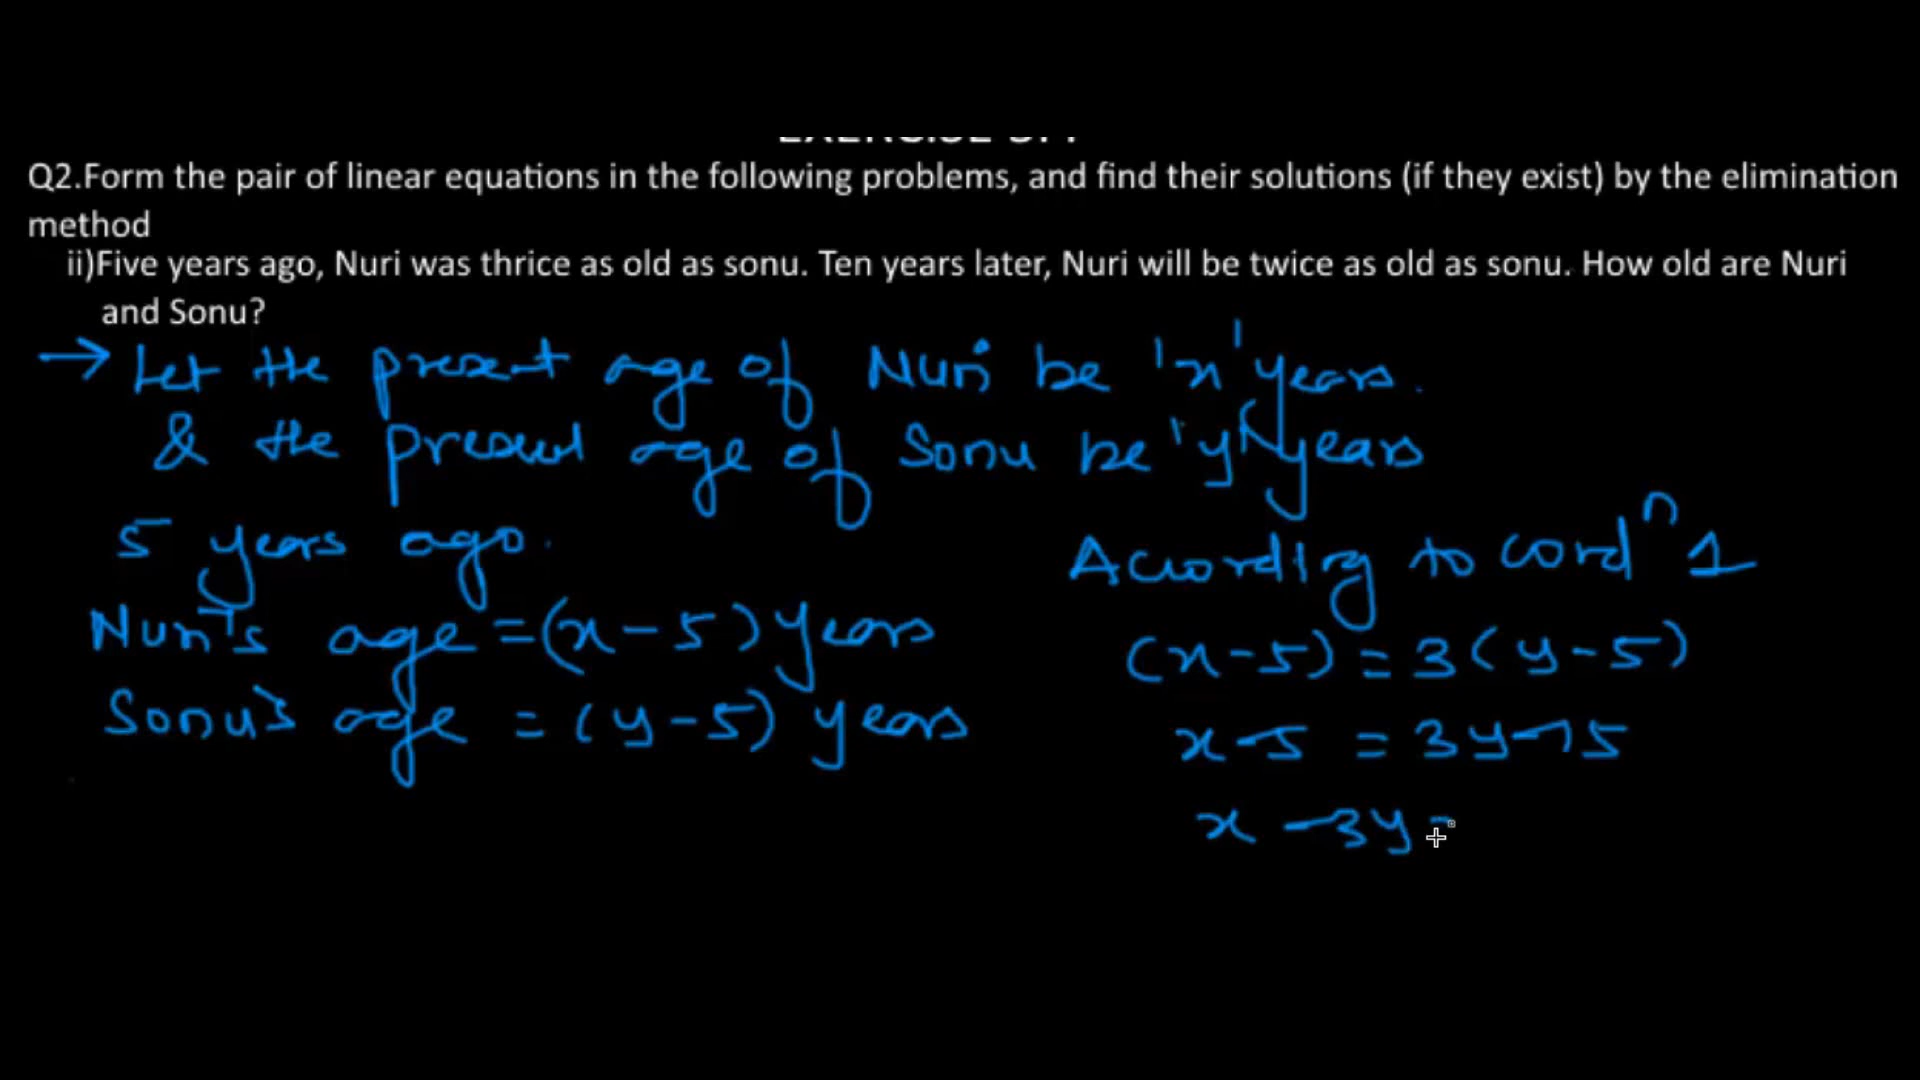 Q2.Form the pair of linear equations in the following problems, and find their solutions (if they exist) by the elimination
method
ii)Five years ago, Nuri was thrice as old as sonu. Ten years later, Nuri will be twice as old as sonu. How old are Nuri
and Sonu?
→ Let the present age of Nuri be 'x' years.
& the present age of Sonu be 'y' years
5 years ago.
Nuri's age = (x-5) years
Sonu's age = (y-5) years
Acording to condⁿ 1
(x-5) = 3(y-5)
x-5 = 3y-15
x -3y =